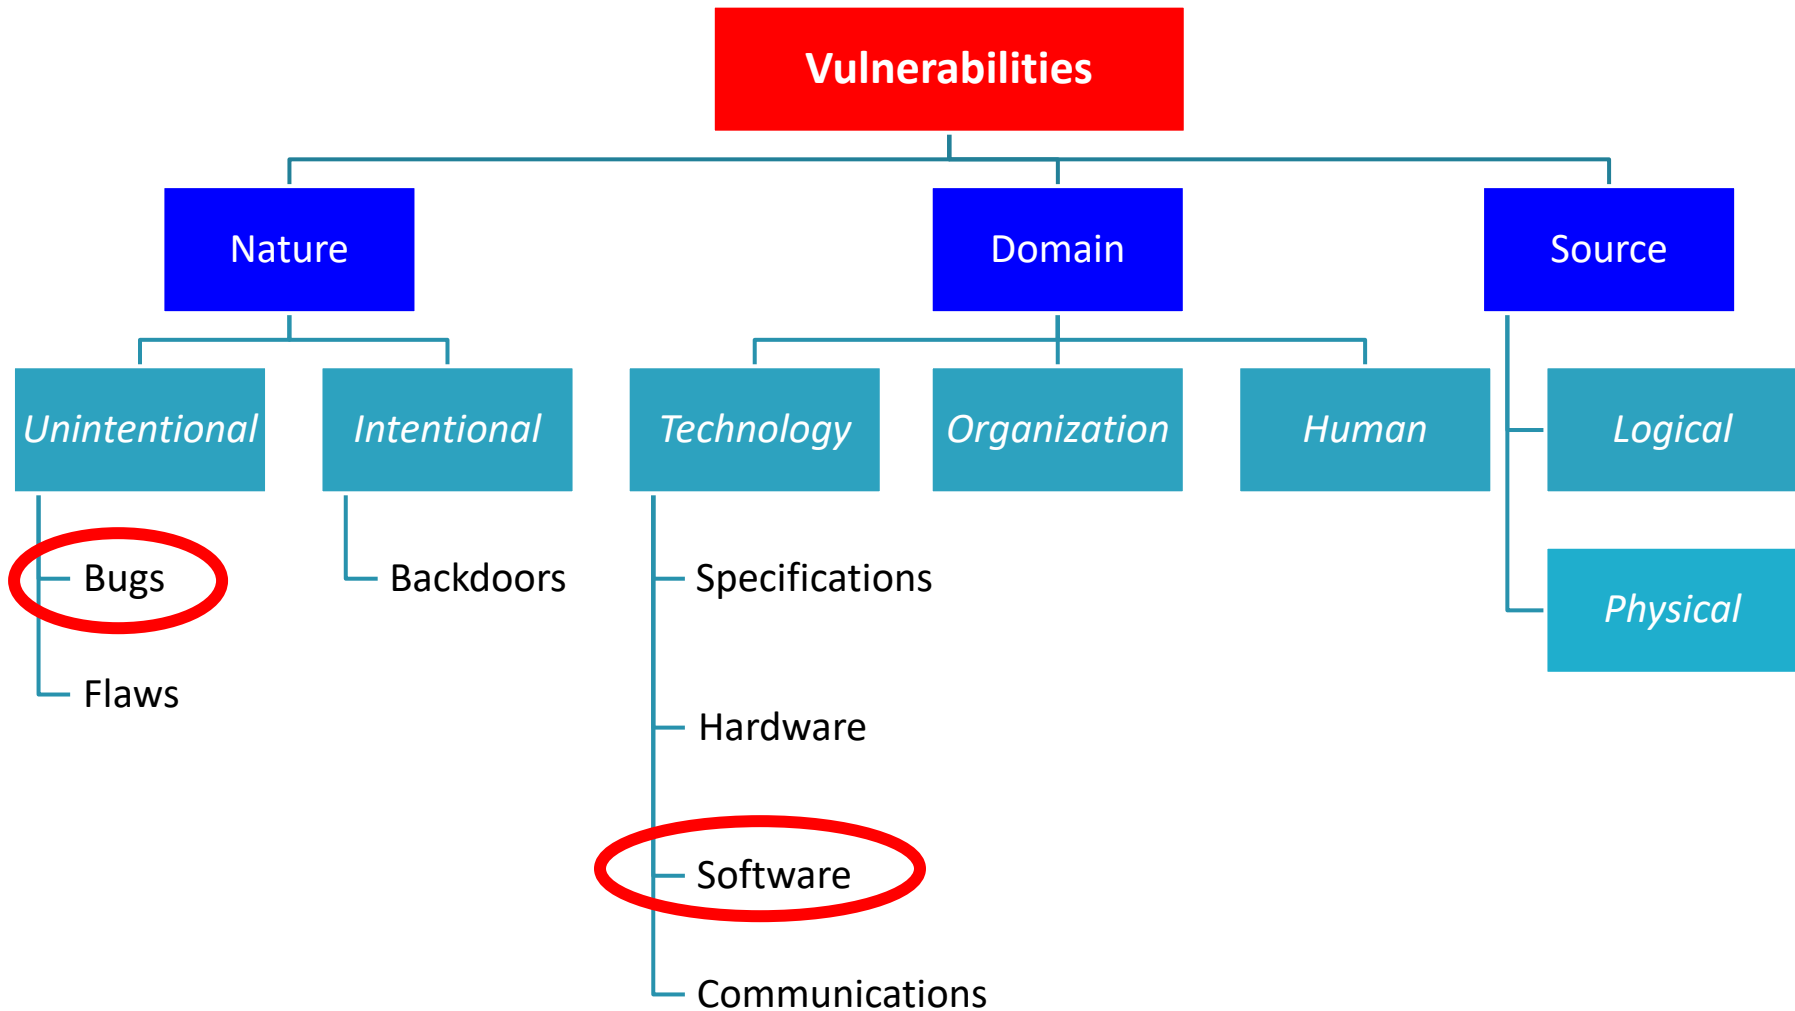 Vulnerabilities
Nature
Domain
Source
Unintentional
Intentional
Technology
Organization
Human
Logical
Physical
Bugs
Backdoors
Specifications
Flaws
Hardware
Software
Communications